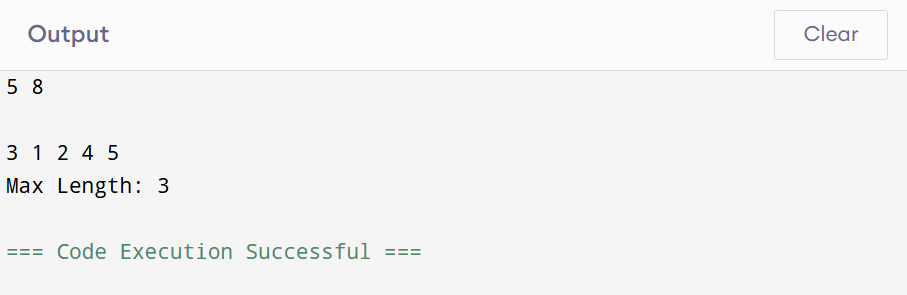 Output
Clear
5 8
3 1 2 4 5
Max Length: 3
=== Code Execution Successful ===